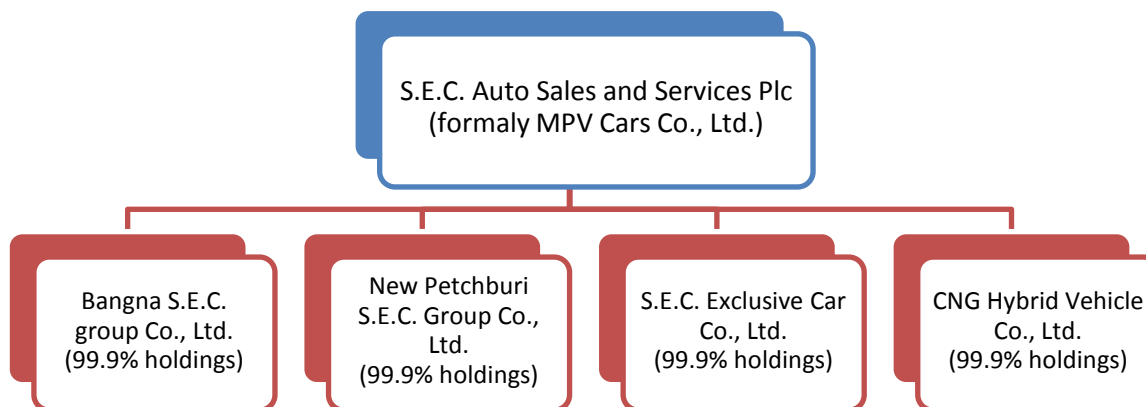 S.E.C. Auto Sales and Services Plc
(formaly MPV Cars Co., Ltd.)
Bangna S.E.C.
group Co., Ltd.
(99.9% holdings)
New Petchburi
S.E.C. Group Co.,
Ltd.
(99.9% holdings)
S.E.C. Exclusive Car
Co., Ltd.
(99.9% holdings)
CNG Hybrid Vehicle
Co., Ltd.
(99.9% holdings)